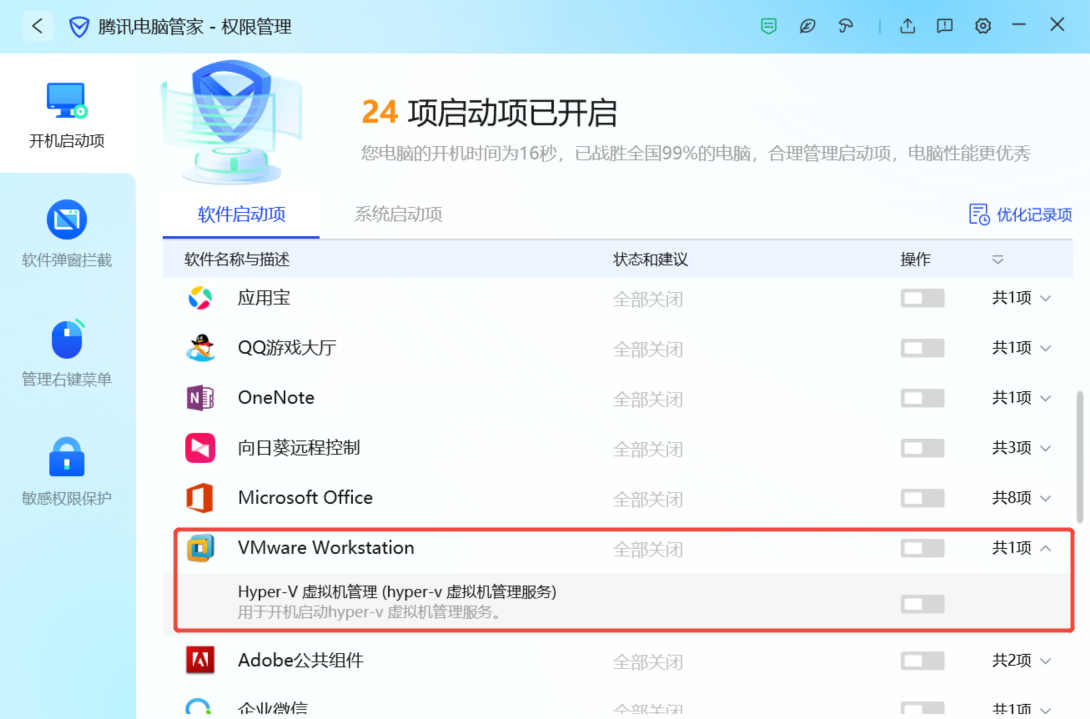 腾讯电脑管家 - 权限管理
开机启动项
软件弹窗拦截
管理右键菜单
敏感权限保护
24 项启动项已开启
您电脑的开机时间为16秒，已战胜全国99%的电脑，合理管理启动项，电脑性能更优秀
软件启动项 系统启动项 优化记录项
软件名称与描述 状态和建议 操作
应用宝 全部关闭 共1项
QQ游戏大厅 全部关闭 共1项
OneNote 全部关闭 共1项
向日葵远程控制 全部关闭 共3项
Microsoft Office 全部关闭 共8项
VMware Workstation 全部关闭 共1项
Hyper-V 虚拟机管理 (hyper-v 虚拟机管理服务)
用于开机启动hyper-v 虚拟机管理服务。
Adobe公共组件 全部关闭 共2项
企业微信 全部关闭 共1项